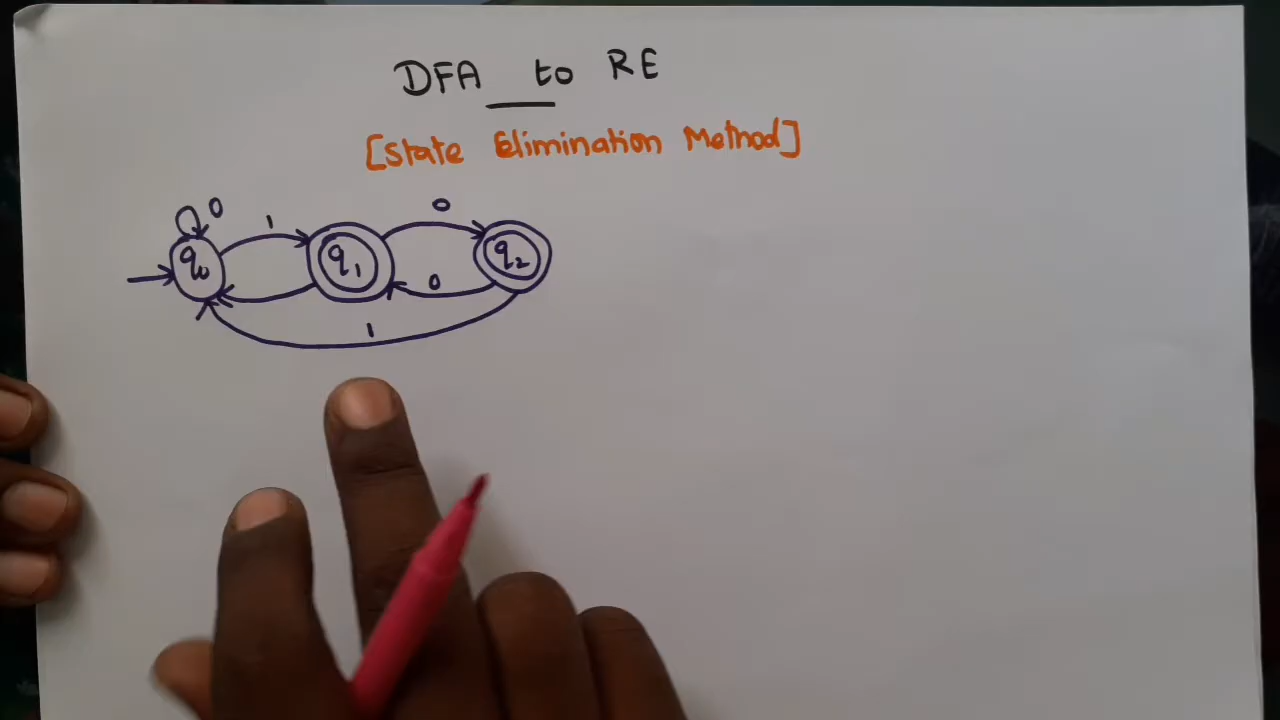 DFA to RE
[State Elimination Method]
0 1 0
q0 q1 q2
0
1